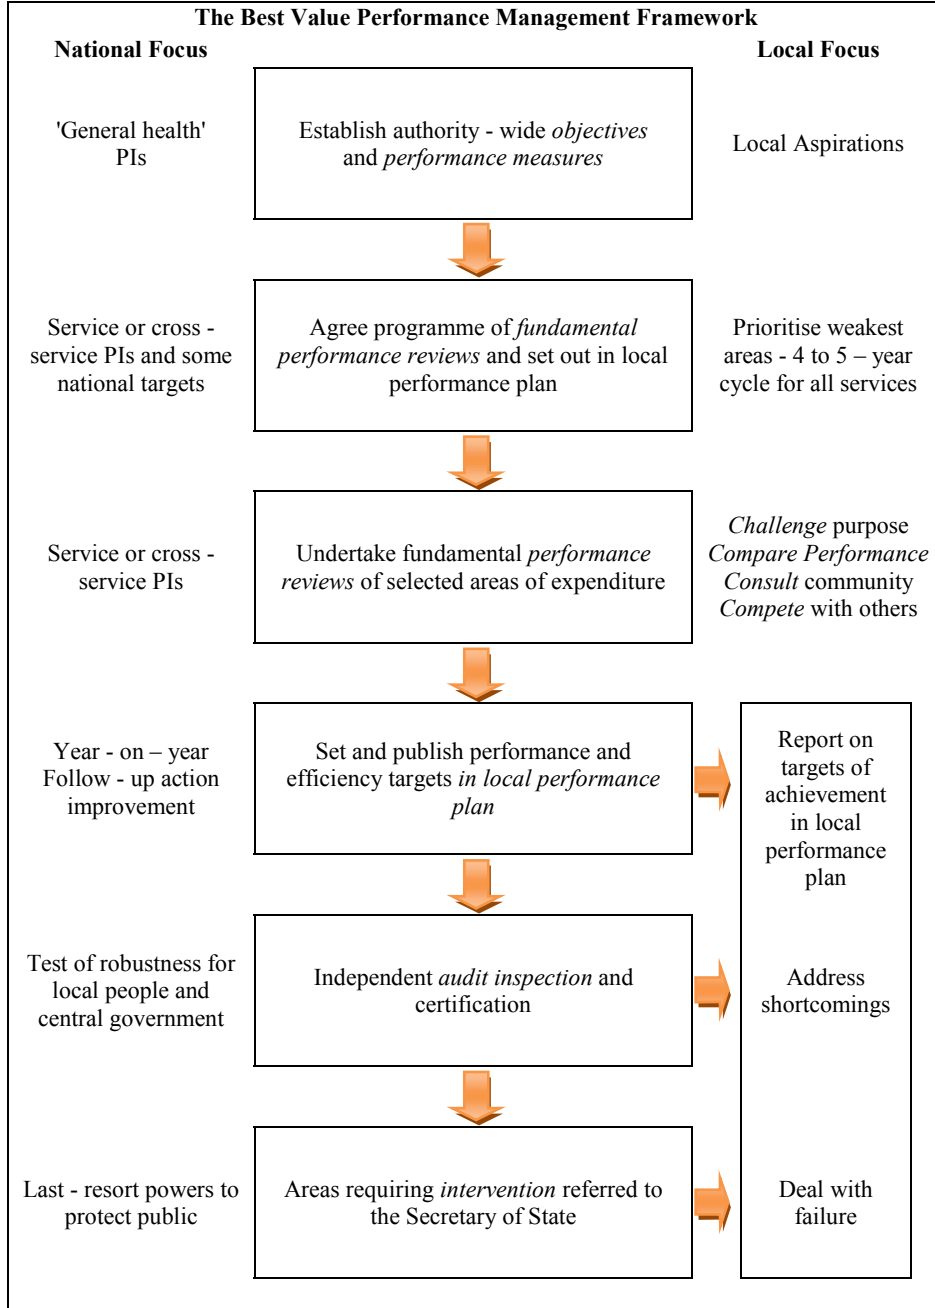 The Best Value Performance Management Framework
National Focus
Local Focus
'General health'
PIs
Establish authority - wide objectives
and performance measures
Local Aspirations
Service or cross -
service PIs and some
national targets
Agree programme of fundamental
performance reviews and set out in local
performance plan
Prioritise weakest
areas - 4 to 5 – year
cycle for all services
Service or cross -
service PIs
Undertake fundamental performance
reviews of selected areas of expenditure
Challenge purpose
Compare Performance
Consult community
Compete with others
Year - on – year
Follow - up action
improvement
Set and publish performance and
efficiency targets in local performance
plan
Report on
targets of
achievement
in local
performance
plan
Test of robustness for
local people and
central government
Independent audit inspection and
certification
Address
shortcomings
Last - resort powers to
protect public
Areas requiring intervention referred to
the Secretary of State
Deal with
failure